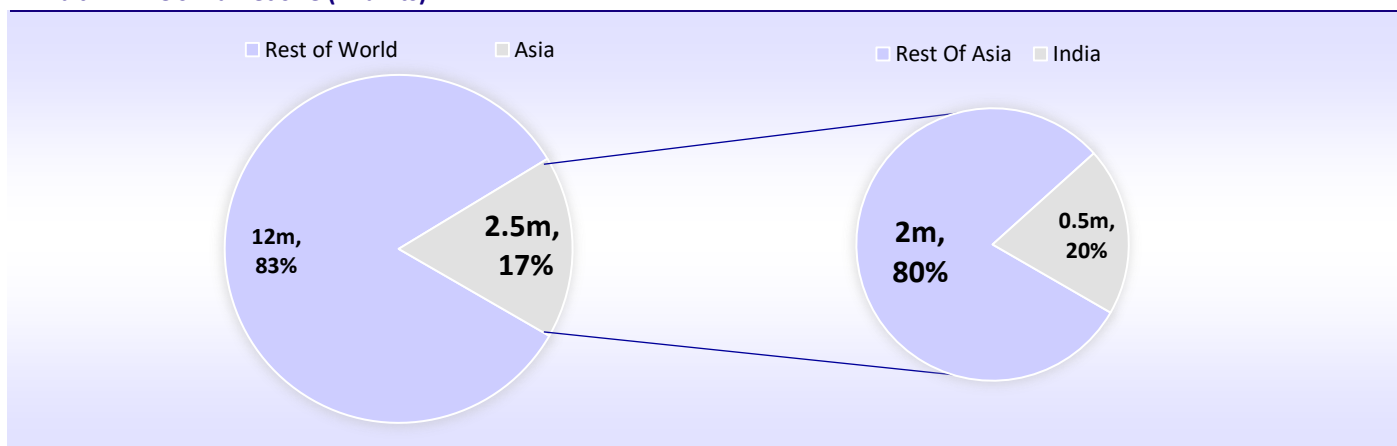 Rest of World
Asia
Rest Of Asia
India
12m,
83%
2.5m,
17%
2m,
80%
0.5m,
20%